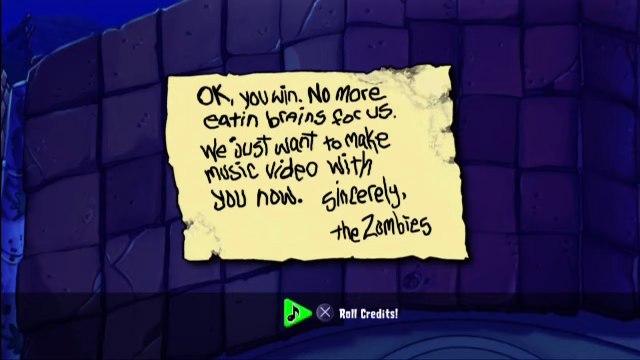 OK, you win. No More
eatin brains for us.
We just want to make
music video with
you now. sincerely,
the Zombies
Roll Credits!